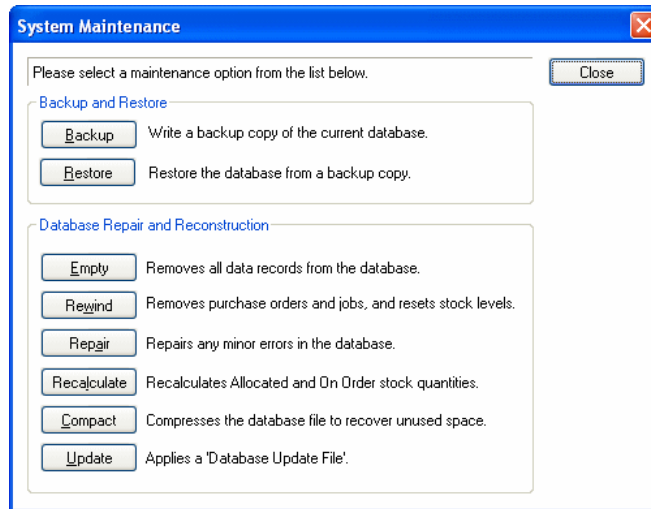 System Maintenance
Please select a maintenance option from the list below.
Close
Backup and Restore
Backup Write a backup copy of the current database.
Restore Restore the database from a backup copy.
Database Repair and Reconstruction
Empty Removes all data records from the database.
Rewind Removes purchase orders and jobs, and resets stock levels.
Repair Repairs any minor errors in the database.
Recalculate Recalculates Allocated and On Order stock quantities.
Compact Compresses the database file to recover unused space.
Update Applies a 'Database Update File'.